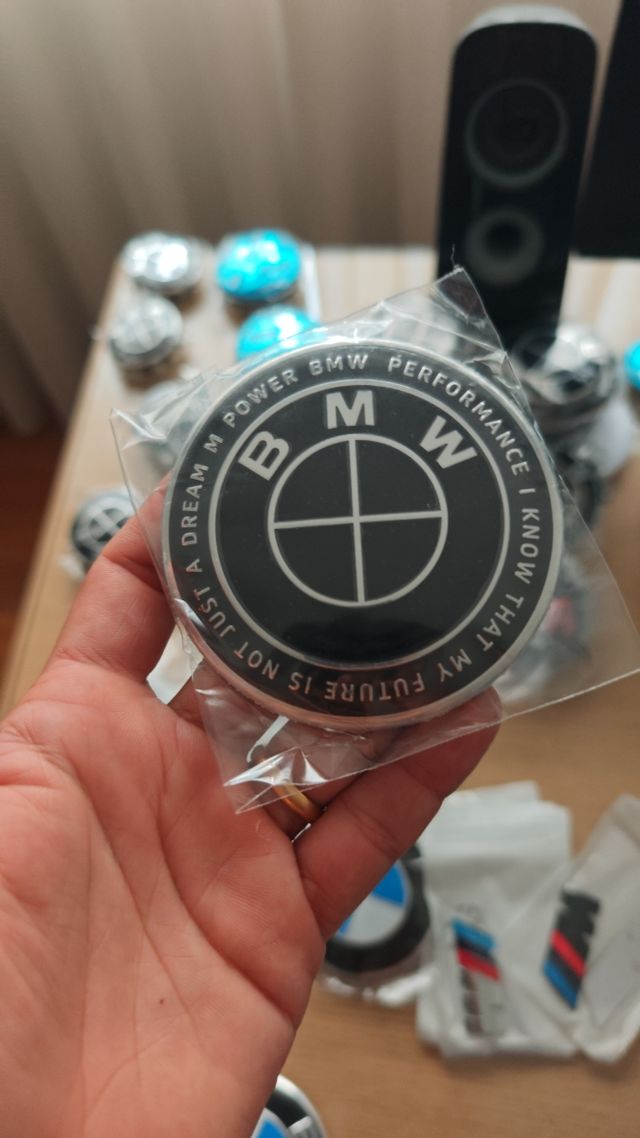 M POWER BMW PERFORMANCE I KNOW THAT MY FUTURE IS NOT JUST A DREAM
BMW
M